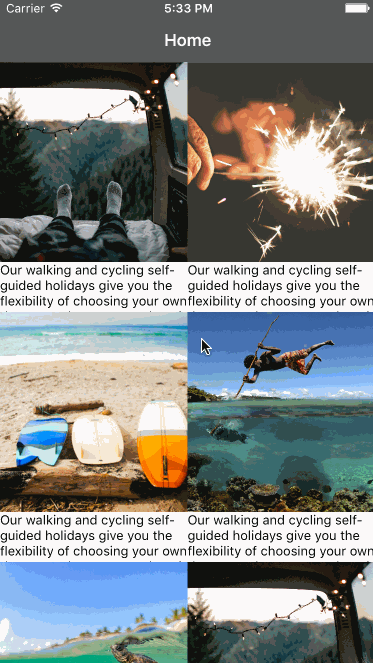 Carrier 5:33 PM
Home
Our walking and cycling self-
guided holidays give you the
flexibility of choosing your own
Our walking and cycling self-
guided holidays give you the
flexibility of choosing your own
Our walking and cycling self-
guided holidays give you the
flexibility of choosing your own
Our walking and cycling self-
guided holidays give you the
flexibility of choosing your own